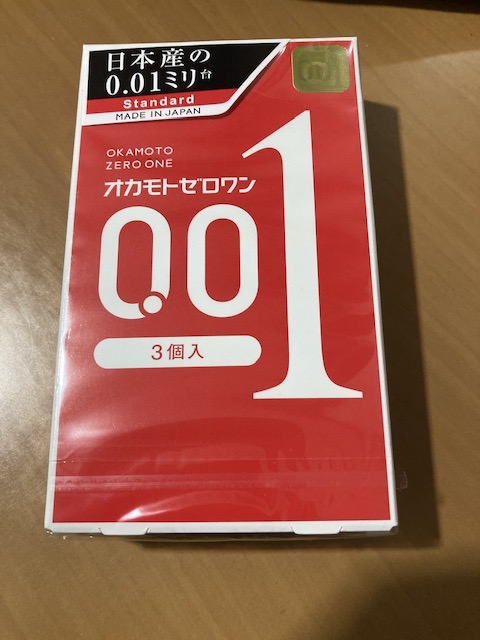 日本産の
0.01ミリ台
Standard
MADE IN JAPAN
OKAMOTO
ZERO ONE
オカモトゼロワン
0.01
3個入